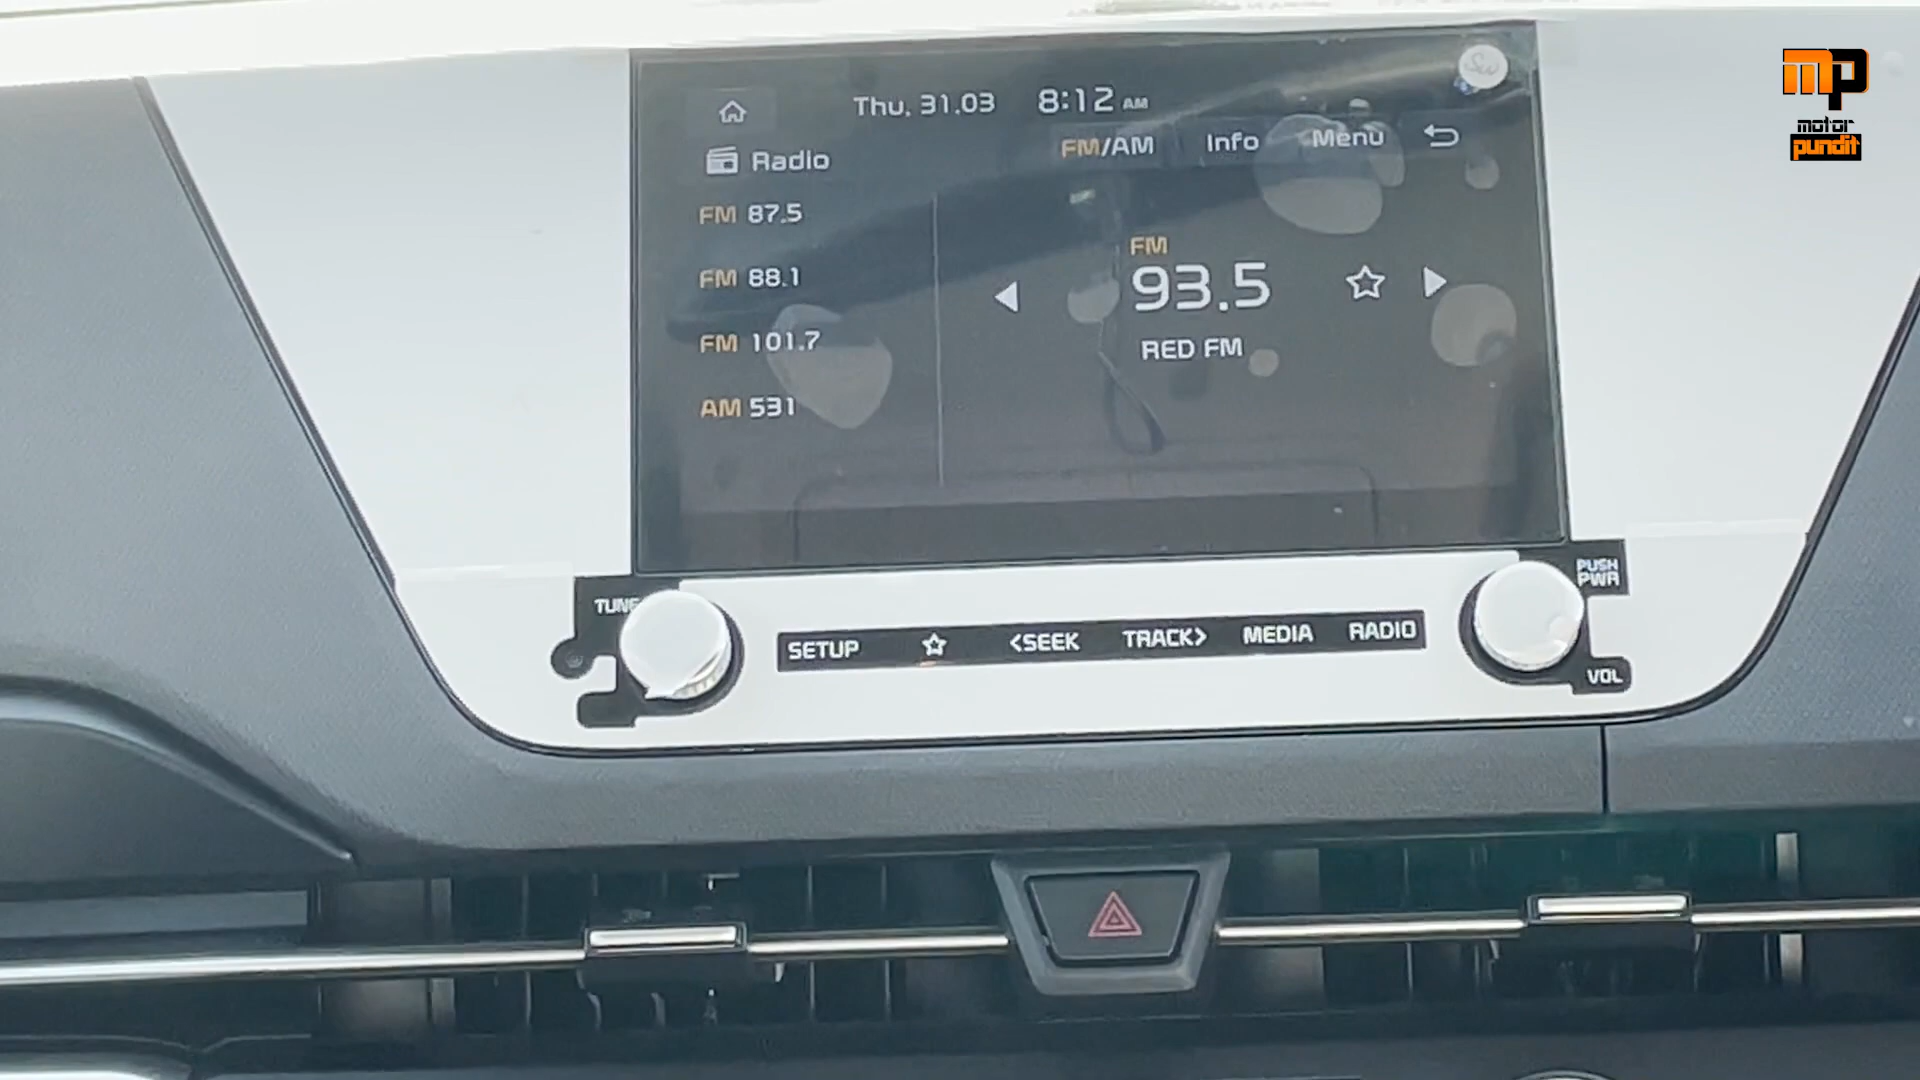 Thu, 31.03 8:12 AM
Radio
FM/AM Info Menu
FM 87.5
FM 88.1
FM 101.7
AM 531
FM
93.5
RED FM
TUNE
SETUP <SEEK TRACK> MEDIA RADIO
PUSH
PWR
VOL
MP
motor
pundit